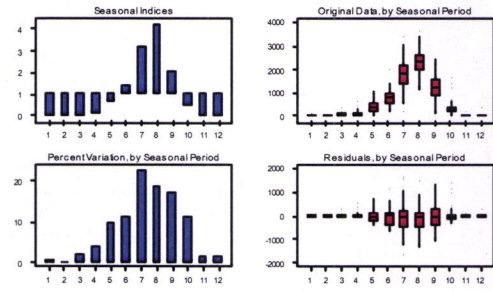 Seasonal Indices
4
3
2
1
0
1 2 3 4 5 6 7 8 9 10 11 12
Original Data, by Seasonal Period
4000
3000
2000
1000
0
1 2 3 4 5 6 7 8 9 10 11 12
Percent Variation, by Seasonal Period
20
10
0
1 2 3 4 5 6 7 8 9 10 11 12
Residuals, by Seasonal Period
2000
1000
0
-1000
-2000
1 2 3 4 5 6 7 8 9 10 11 12